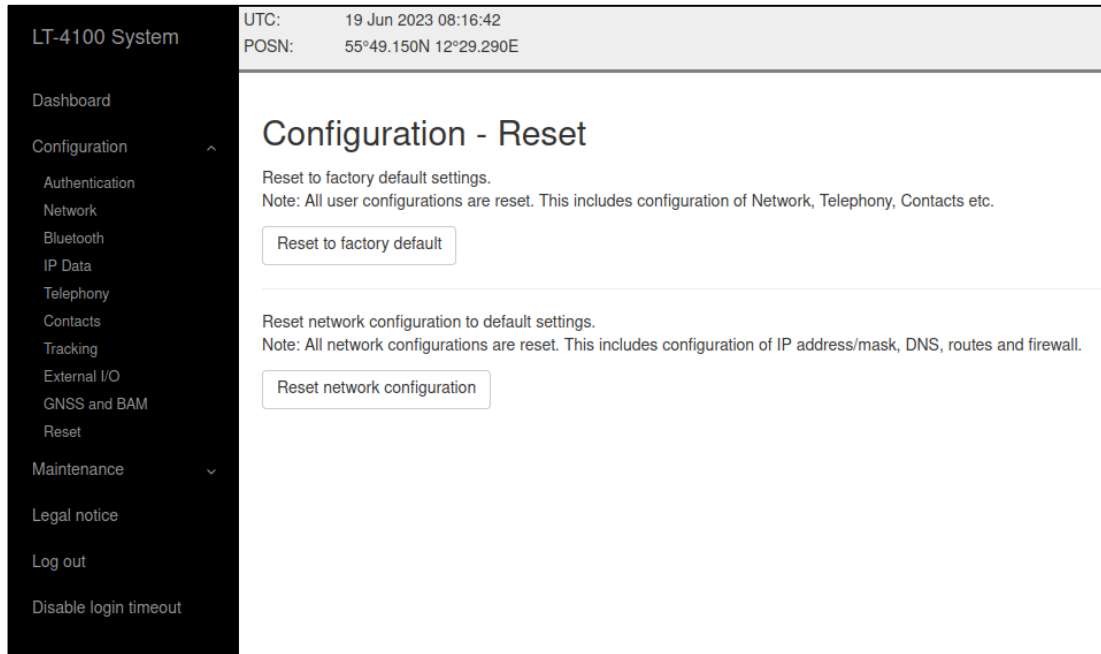 LT-4100 System
Dashboard
Configuration
Authentication
Network
Bluetooth
IP Data
Telephony
Contacts
Tracking
External I/O
GNSS and BAM
Reset
Maintenance
Legal notice
Log out
Disable login timeout
UTC: 19 Jun 2023 08:16:42
POSN: 55°49.150N 12°29.290E
Configuration - Reset
Reset to factory default settings.
Note: All user configurations are reset. This includes configuration of Network, Telephony, Contacts etc.
Reset to factory default
Reset network configuration to default settings.
Note: All network configurations are reset. This includes configuration of IP address/mask, DNS, routes and firewall.
Reset network configuration